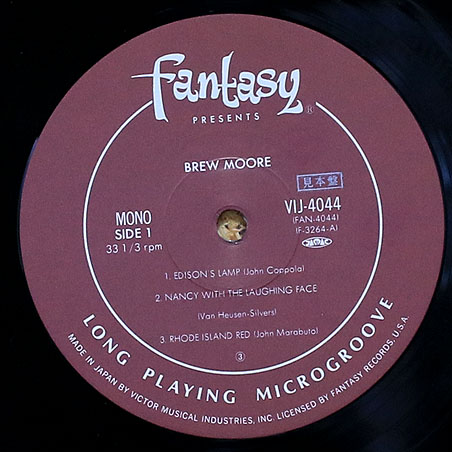 fantasy
®
PRESENTS
BREW MOORE
見本盤
MONO
SIDE 1
33 1/3 rpm
VIJ-4044
(FAN-4044)
(F-3264-A)
JASRAC
1. EDISON'S LAMP (John Coppola)
2. NANCY WITH THE LAUGHING FACE
(Van Heusen-Silvers)
3. RHODE ISLAND RED (John Marabuto)
③
LONG PLAYING MICROGROOVE
MADE IN JAPAN BY VICTOR MUSICAL INDUSTRIES, INC. LICENSED BY FANTASY RECORDS, U.S.A.